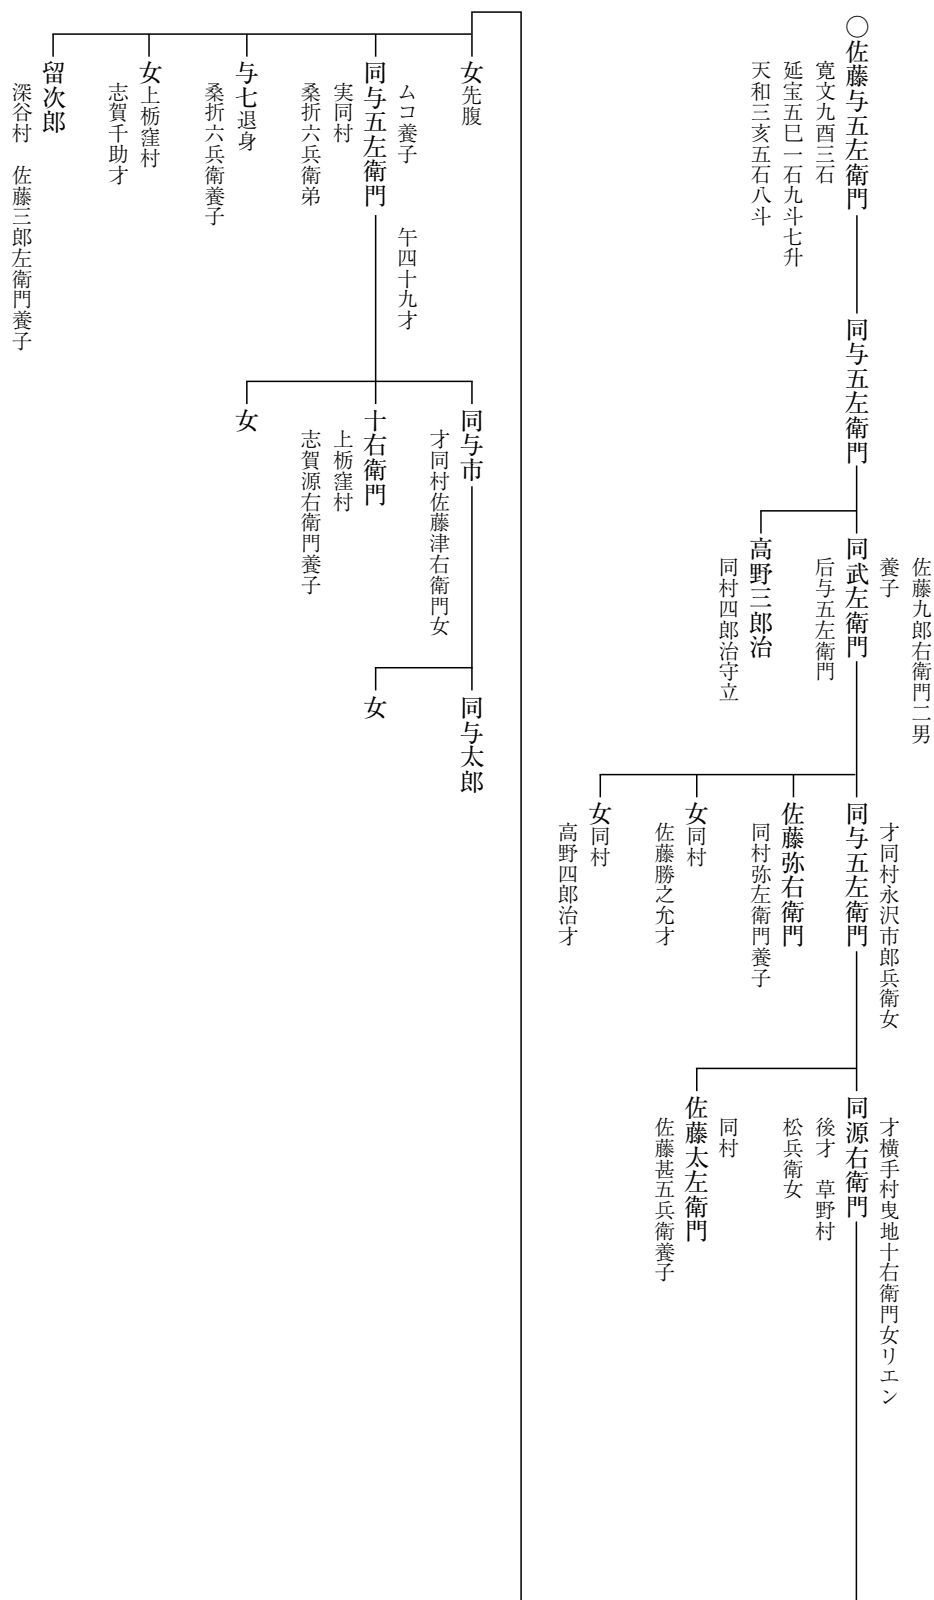 〇佐藤与五左衛門
寛文九酉三石
延宝五巳一石九斗七升
天和三亥五石八斗
同与五左衛門
佐藤九郎右衛門二男
養子
同武左衛門
后与五左衛門
高野三郎治
同村四郎治守立
才同村永沢市郎兵衛女
同与五左衛門
佐藤弥右衛門
同村弥左衛門養子
女同村
佐藤勝之允才
女同村
高野四郎治才
才横手村曳地十右衛門女リエン
同源右衛門
後才　草野村
松兵衛女
同村
佐藤太左衛門
佐藤甚五兵衛養子
女先腹
ムコ養子　午四十九才
同与五左衛門
実同村
桑折六兵衛弟
与七退身
桑折六兵衛養子
女上栃窪村
志賀千助才
留次郎
深谷村　佐藤三郎左衛門養子
同与市
才同村佐藤津右衛門女
十右衛門
上栃窪村
志賀源右衛門養子
女
同与太郎
女